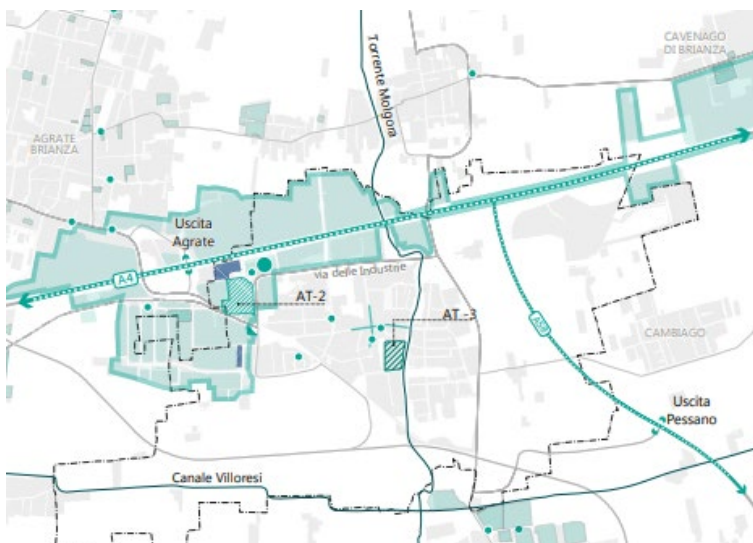 CAVENAGO
DI BRIANZA
Torrente Molgora
AGRATE
BRIANZA
Uscita
Agrate
via delle Industrie
A4
AT-2
AT.-3
A58
CAMBIAGO
Uscita
Pessano
Canale Villoresi